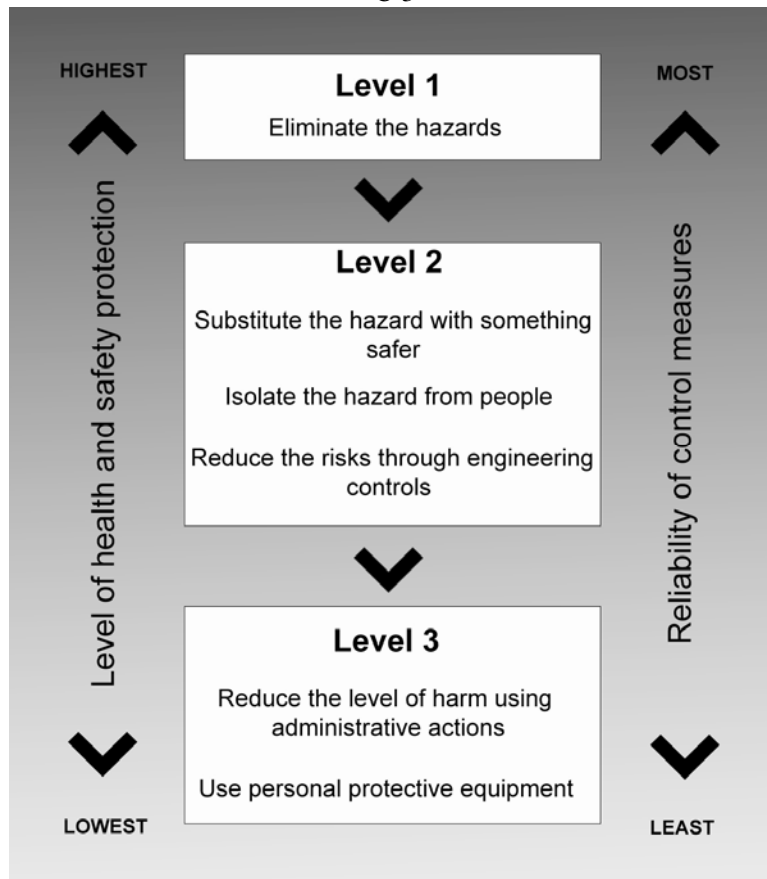 HIGHEST
Level 1
Eliminate the hazards
MOST
Level of health and safety protection
Level 2
Substitute the hazard with something
safer
Isolate the hazard from people
Reduce the risks through engineering
controls
Reliability of control measures
Level 3
Reduce the level of harm using
administrative actions
Use personal protective equipment
LOWEST
LEAST